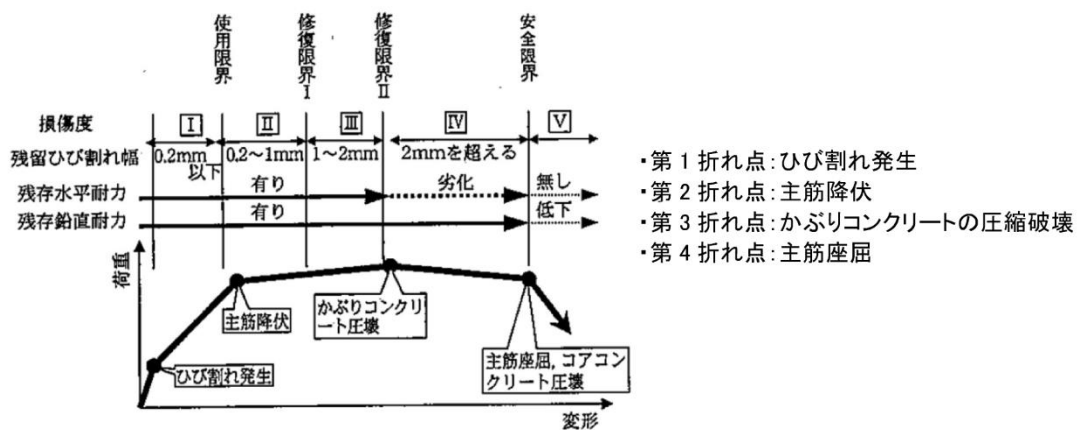 使用限界
修復限界Ⅰ
修復限界Ⅱ
安全限界
損傷度
Ⅰ
Ⅱ
Ⅲ
Ⅳ
Ⅴ
残留ひび割れ幅
0.2mm
以下
0.2～1mm
1～2mm
2mmを超える
残存水平耐力
有り
劣化
無し
残存鉛直耐力
有り
低下
荷重
ひび割れ発生
主筋降伏
かぶりコンクリ
ート圧壊
主筋座屈，コアコン
クリート圧壊
変形
・第1折れ点：ひび割れ発生
・第2折れ点：主筋降伏
・第3折れ点：かぶりコンクリートの圧縮破壊
・第4折れ点：主筋座屈